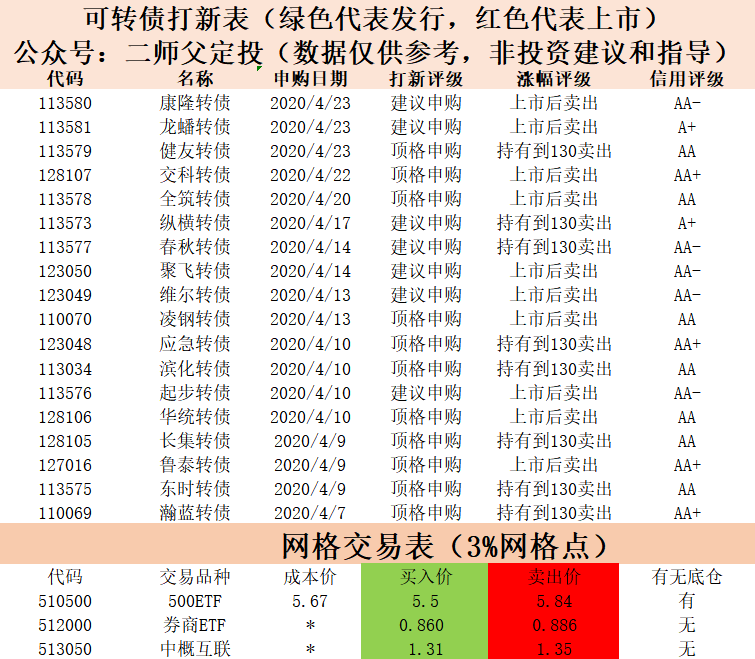 可转债打新表（绿色代表发行，红色代表上市）
公众号：二师父定投（数据仅供参考，非投资建议和指导）
代码 名称 申购日期 打新评级 涨幅评级 信用评级
113580 康隆转债 2020/4/23 建议申购 上市后卖出 AA-
113581 龙蟠转债 2020/4/23 建议申购 上市后卖出 A+
113579 健友转债 2020/4/23 顶格申购 持有到130卖出 AA
128107 交科转债 2020/4/22 顶格申购 上市后卖出 AA+
113578 全筑转债 2020/4/20 顶格申购 上市后卖出 AA
113573 纵横转债 2020/4/17 建议申购 持有到130卖出 A+
113577 春秋转债 2020/4/14 建议申购 持有到130卖出 AA-
123050 聚飞转债 2020/4/14 建议申购 上市后卖出 AA-
123049 维尔转债 2020/4/13 建议申购 上市后卖出 AA-
110070 凌钢转债 2020/4/13 顶格申购 上市后卖出 AA
123048 应急转债 2020/4/10 顶格申购 持有到130卖出 AA+
113034 滨化转债 2020/4/10 顶格申购 持有到130卖出 AA
113576 起步转债 2020/4/10 建议申购 上市后卖出 AA-
128106 华统转债 2020/4/10 顶格申购 上市后卖出 AA
128105 长集转债 2020/4/9 顶格申购 持有到130卖出 AA
127016 鲁泰转债 2020/4/9 顶格申购 上市后卖出 AA+
113575 东时转债 2020/4/9 顶格申购 持有到130卖出 AA
110069 瀚蓝转债 2020/4/7 顶格申购 持有到130卖出 AA+
网格交易表（3%网格点）
代码 交易品种 成本价 买入价 卖出价 有无底仓
510500 500ETF 5.67 5.5 5.84 有
512000 券商ETF * 0.860 0.886 无
513050 中概互联 * 1.31 1.35 无